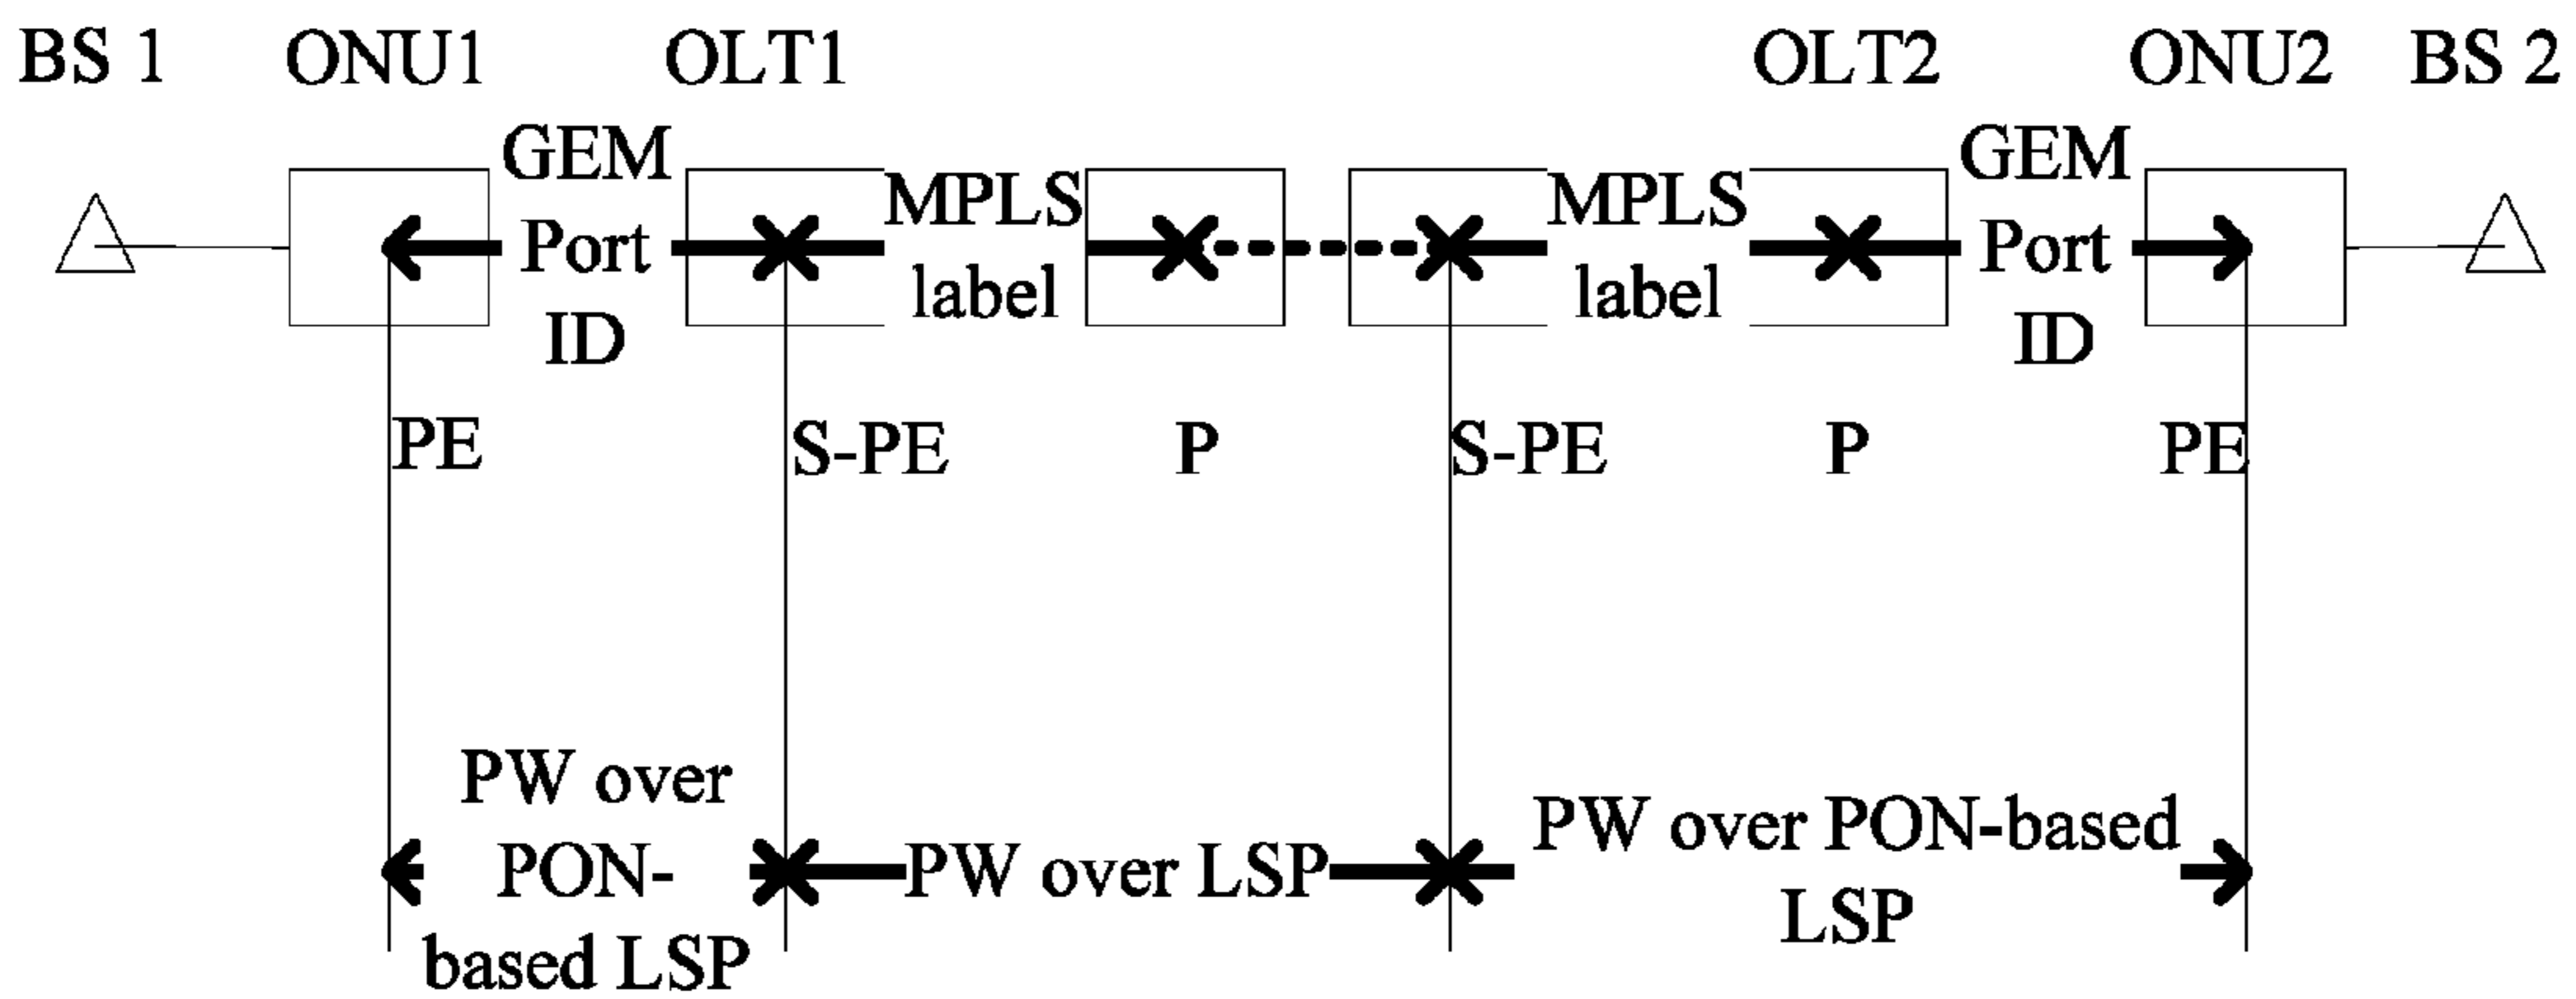 BS 1 ONU1 OLT1 OLT2 ONU2 BS 2
GEM
Port
ID
MPLS
label
MPLS
label
GEM
Port
ID
PE S-PE P S-PE P PE
PW over
PON-
based LSP
PW over LSP
PW over PON-based
LSP